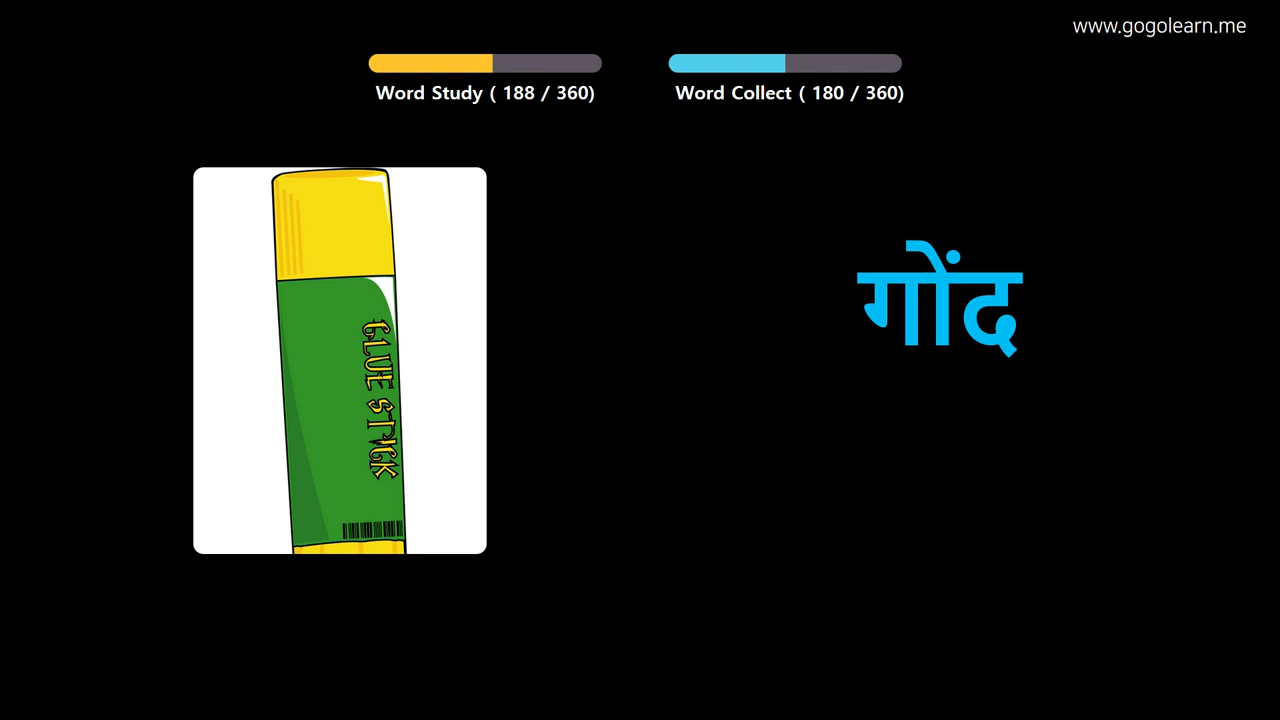 www.gogolearn.me
Word Study ( 188 / 360)
Word Collect ( 180 / 360)
गोंद
GLUE STICK